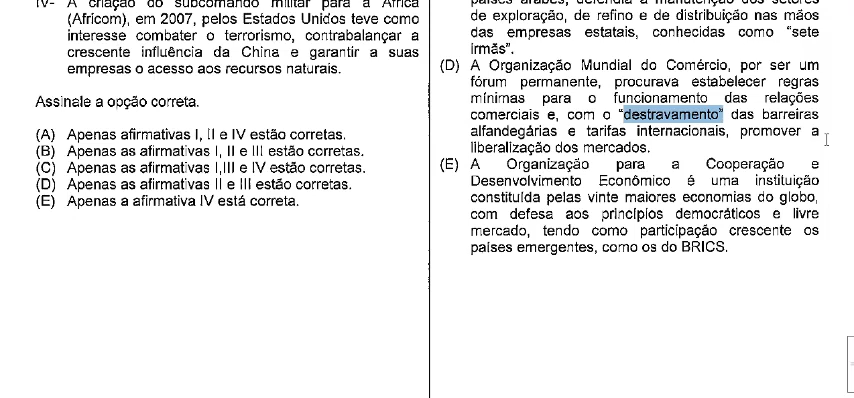 IV- A criação do subcomando militar para a África
(Africom), em 2007, pelos Estados Unidos teve como
interesse combater o terrorismo, contrabalançar a
crescente influência da China e garantir a suas
empresas o acesso aos recursos naturais.
Assinale a opção correta.
(A) Apenas afirmativas I, II e IV estão corretas.
(B) Apenas as afirmativas I, II e III estão corretas.
(C) Apenas as afirmativas I,III e IV estão corretas.
(D) Apenas as afirmativas II e III estão corretas.
(E) Apenas a afirmativa IV está correta.
países árabes, defendia a manutenção dos setores
de exploração, de refino e de distribuição nas mãos
das empresas estatais, conhecidas como “sete
irmãs”.
(D) A Organização Mundial do Comércio, por ser um
fórum permanente, procurava estabelecer regras
mínimas para o funcionamento das relações
comerciais e, com o “destravamento” das barreiras
alfandegárias e tarifas internacionais, promover a
liberalização dos mercados.
(E) A Organização para a Cooperação e
Desenvolvimento Econômico é uma instituição
constituída pelas vinte maiores economias do globo,
com defesa aos princípios democráticos e livre
mercado, tendo como participação crescente os
países emergentes, como os do BRICS.